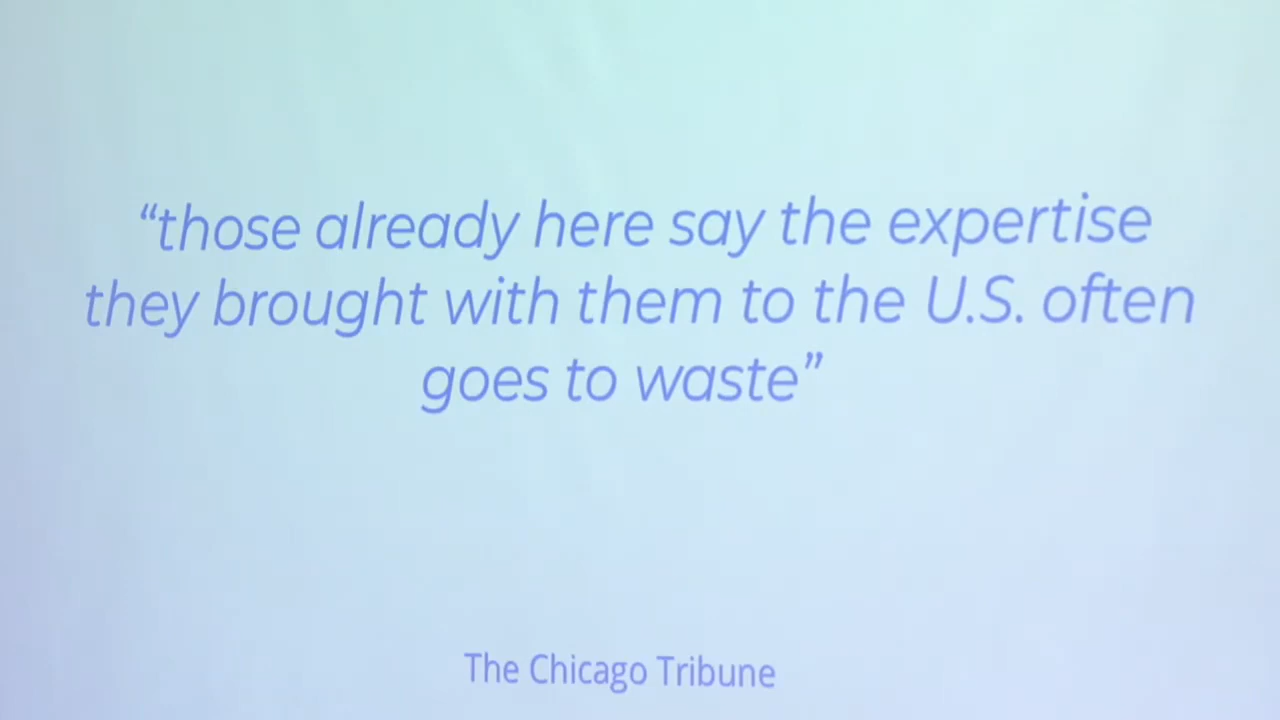 “those already here say the expertise
they brought with them to the U.S. often
goes to waste”
The Chicago Tribune